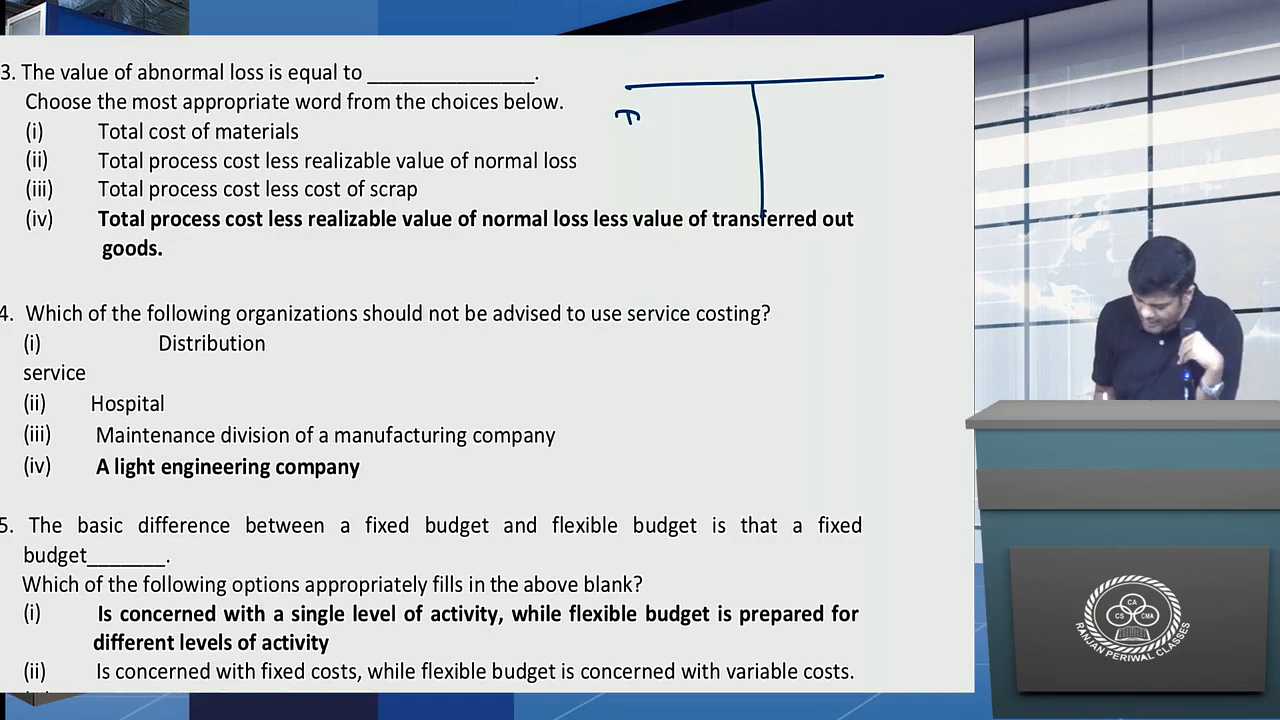 3. The value of abnormal loss is equal to _______________.
Choose the most appropriate word from the choices below.
(i) Total cost of materials
(ii) Total process cost less realizable value of normal loss
(iii) Total process cost less cost of scrap
(iv) Total process cost less realizable value of normal loss less value of transferred out
goods.
4. Which of the following organizations should not be advised to use service costing?
(i) Distribution
service
(ii) Hospital
(iii) Maintenance division of a manufacturing company
(iv) A light engineering company
5. The basic difference between a fixed budget and flexible budget is that a fixed
budget_______.
Which of the following options appropriately fills in the above blank?
(i) Is concerned with a single level of activity, while flexible budget is prepared for
different levels of activity
(ii) Is concerned with fixed costs, while flexible budget is concerned with variable costs.
CA
CS CMA
RANJAN PERIWAL CLASSES